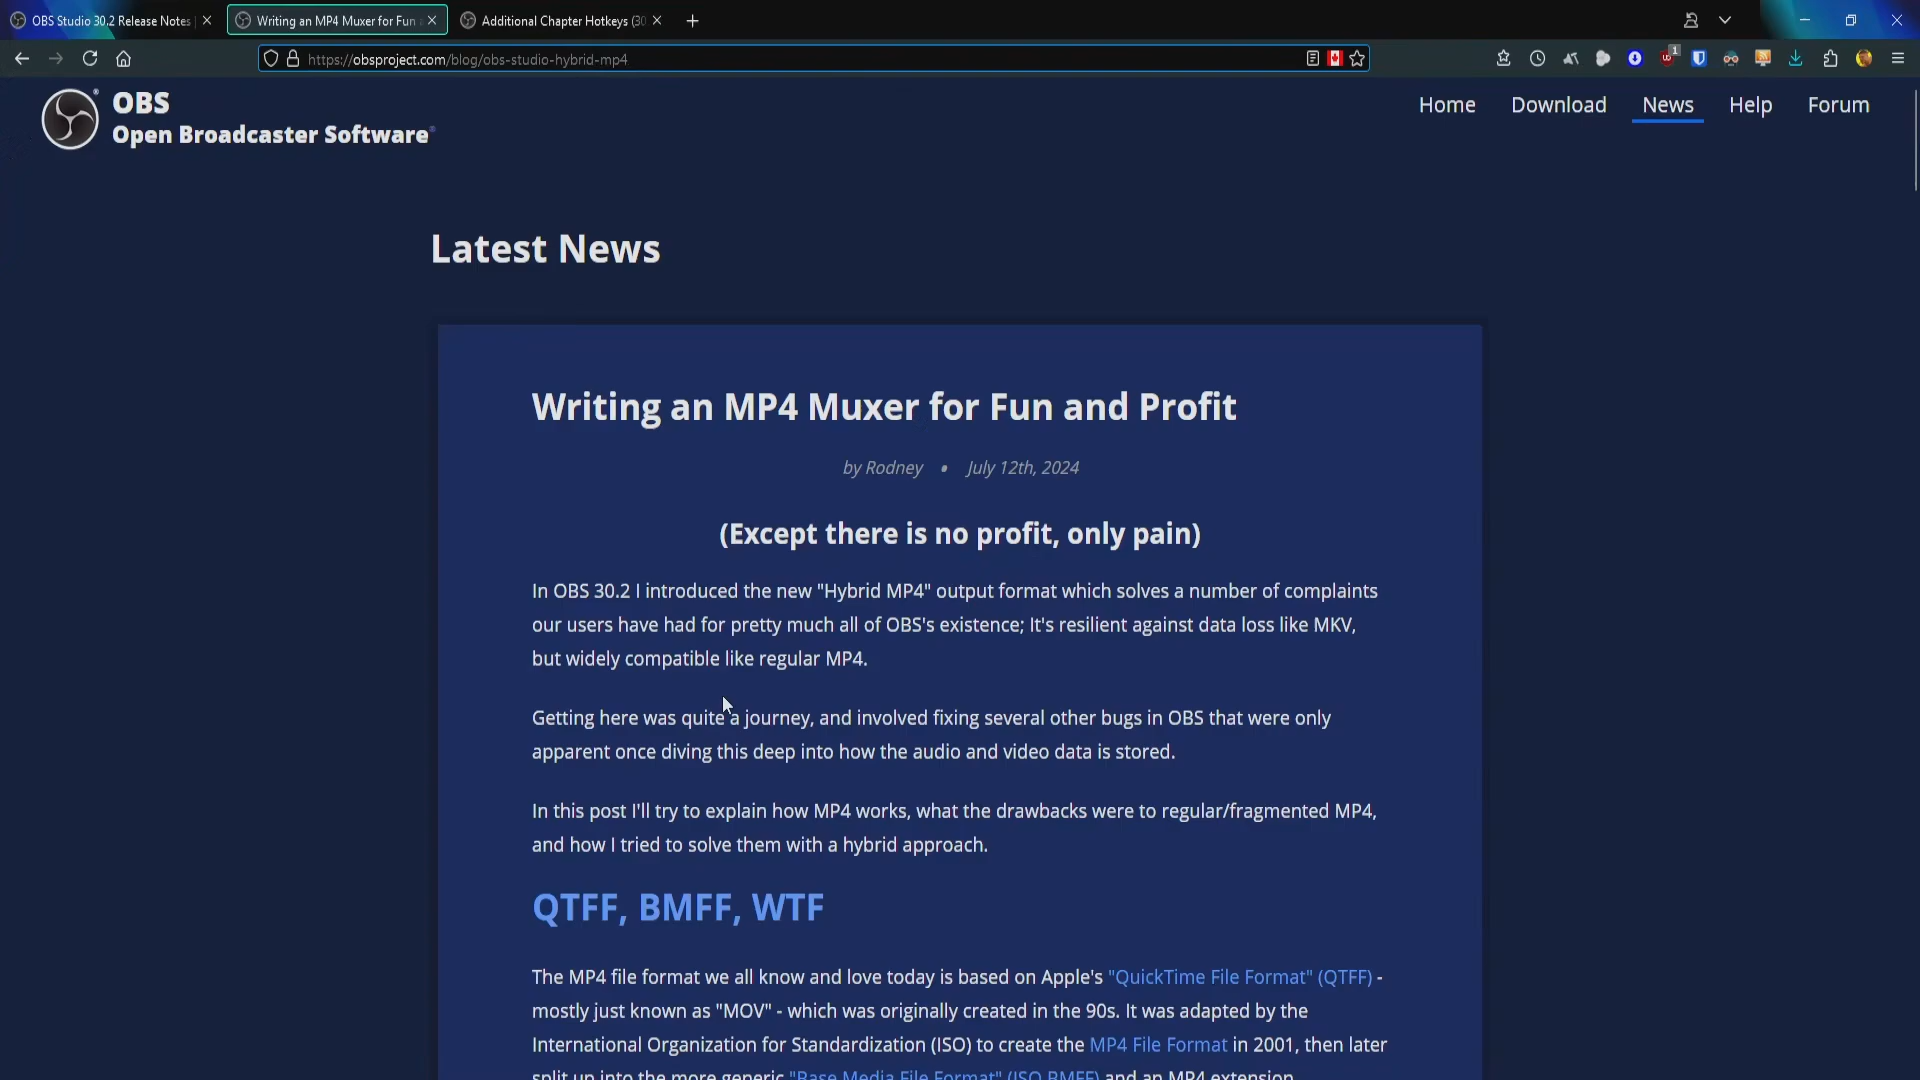 OBS Studio 30.2 Release Notes
Writing an MP4 Muxer for Fun
Additional Chapter Hotkeys (30
https://obsproject.com/blog/obs-studio-hybrid-mp4
1
OBS
Open Broadcaster Software
Home
Download
News
Help
Forum
Latest News
Writing an MP4 Muxer for Fun and Profit
by Rodney • July 12th, 2024
(Except there is no profit, only pain)
In OBS 30.2 I introduced the new "Hybrid MP4" output format which solves a number of complaints
our users have had for pretty much all of OBS's existence; It's resilient against data loss like MKV,
but widely compatible like regular MP4.
Getting here was quite a journey, and involved fixing several other bugs in OBS that were only
apparent once diving this deep into how the audio and video data is stored.
In this post I'll try to explain how MP4 works, what the drawbacks were to regular/fragmented MP4,
and how I tried to solve them with a hybrid approach.
QTFF, BMFF, WTF
The MP4 file format we all know and love today is based on Apple's "QuickTime File Format" (QTFF) -
mostly just known as "MOV" - which was originally created in the 90s. It was adapted by the
International Organization for Standardization (ISO) to create the MP4 File Format in 2001, then later
split up into the more generic "Base Media File Format" (ISO BMFF) and an MP4 extension